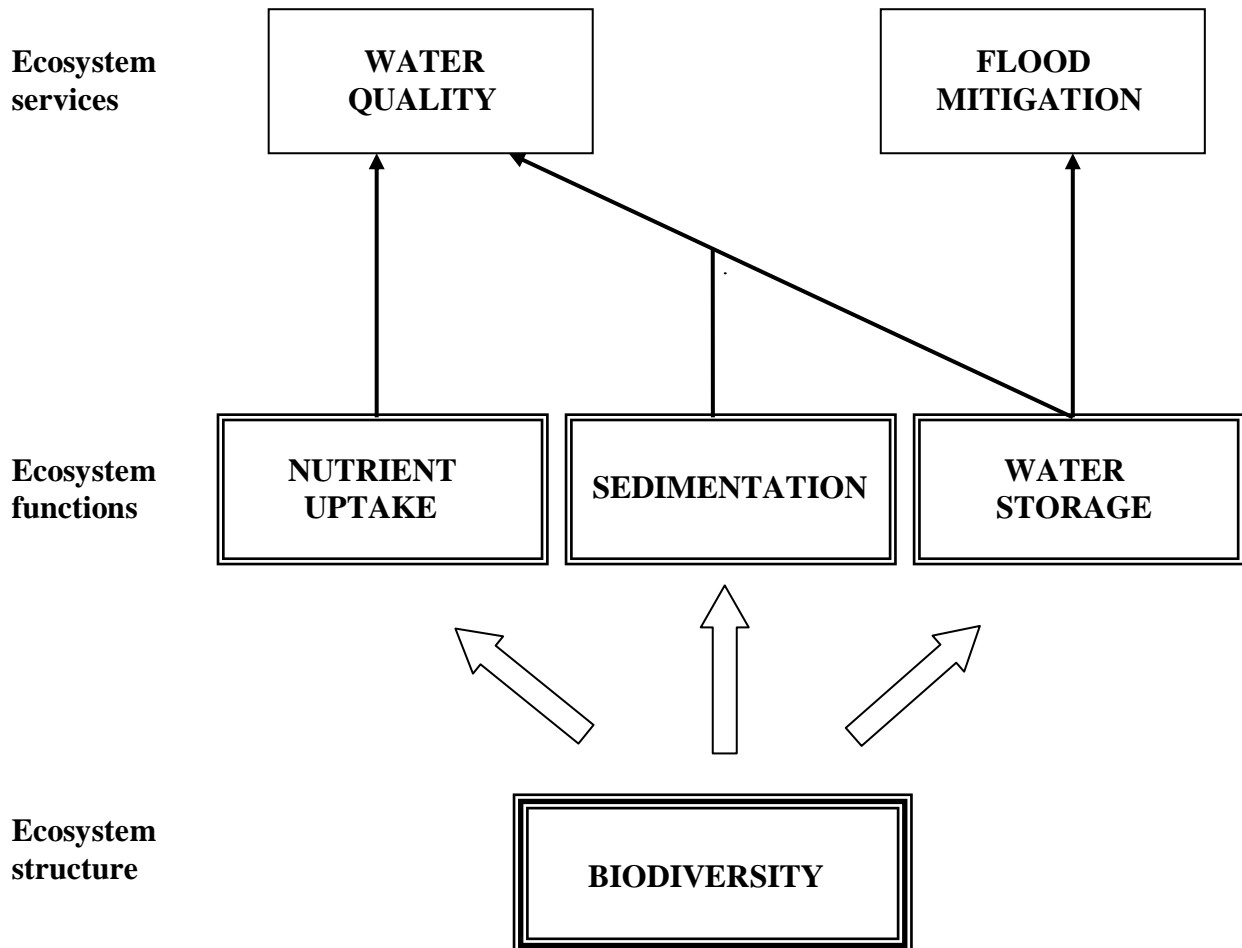 Ecosystem
services
WATER
QUALITY
FLOOD
MITIGATION
Ecosystem
functions
NUTRIENT
UPTAKE
SEDIMENTATION
WATER
STORAGE
Ecosystem
structure
BIODIVERSITY